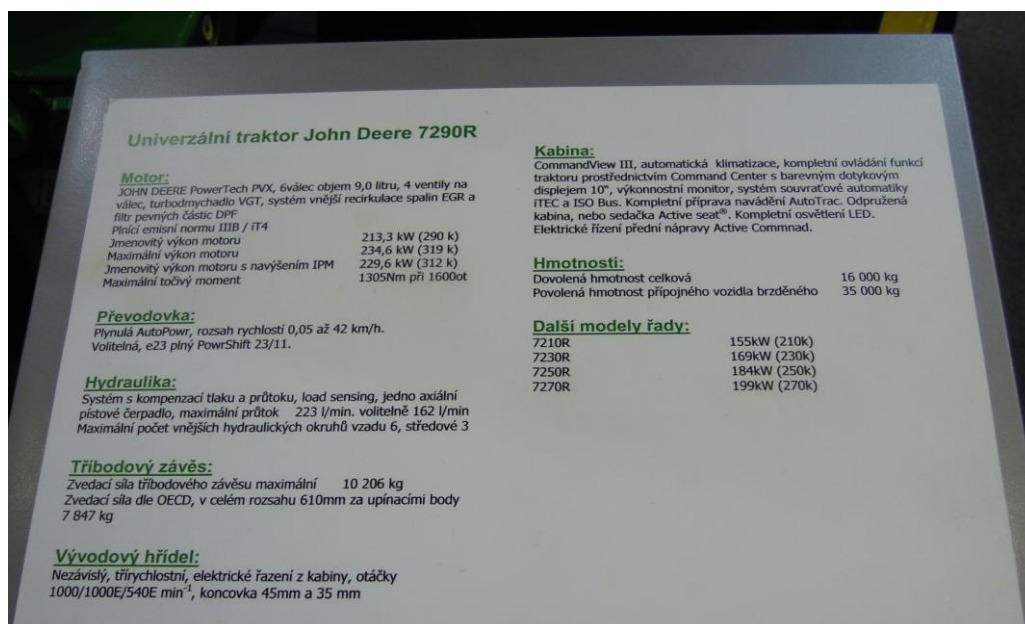 Univerzální traktor John Deere 7290R
Motor:
JOHN DEERE PowerTech PVX, 6válec objem 9,0 litru, 4 ventily na
válec, turbodmychadlo VGT, systém vnější recirkulace spalin EGR a
filtr pevných částic DPF
Plnící emisní normu IIIB / iT4
Jmenovitý výkon motoru 213,3 kW (290 k)
Maximální výkon motoru 234,6 kW (319 k)
Jmenovitý výkon motoru s navýšením IPM 229,6 kW (312 k)
Maximální točivý moment 1305Nm při 1600ot
Převodovka:
Plynulá AutoPowr, rozsah rychlostí 0,05 až 42 km/h.
Volitelná, e23 plný PowrShift 23/11.
Hydraulika:
Systém s kompenzací tlaku a průtoku, load sensing, jedno axiální
pístové čerpadlo, maximální průtok 223 l/min. volitelně 162 l/min
Maximální počet vnějších hydraulických okruhů vzadu 6, středové 3
Tříbodový závěs:
Zvedací síla tříbodového závěsu maximální 10 206 kg
Zvedací síla dle OECD, v celém rozsahu 610mm za upínacími body
7 847 kg
Vývodový hřídel:
Nezávislý, třírychlostní, elektrické řazení z kabiny, otáčky
1000/1000E/540E min⁻¹, koncovka 45mm a 35 mm
Kabina:
CommandView III, automatická klimatizace, kompletní ovládání funkcí
traktoru prostřednictvím Command Center s barevným dotykovým
displejem 10“, výkonnostní monitor, systém souvraťové automatiky
iTEC a ISO Bus. Kompletní příprava navádění AutoTrac. Odpružená
kabina, nebo sedačka Active seat®. Kompletní osvětlení LED.
Elektrické řízení přední nápravy Active Commnad.
Hmotnosti:
Dovolená hmotnost celková 16 000 kg
Povolená hmotnost přípojného vozidla brzděného 35 000 kg
Další modely řady:
7210R 155kW (210k)
7230R 169kW (230k)
7250R 184kW (250k)
7270R 199kW (270k)